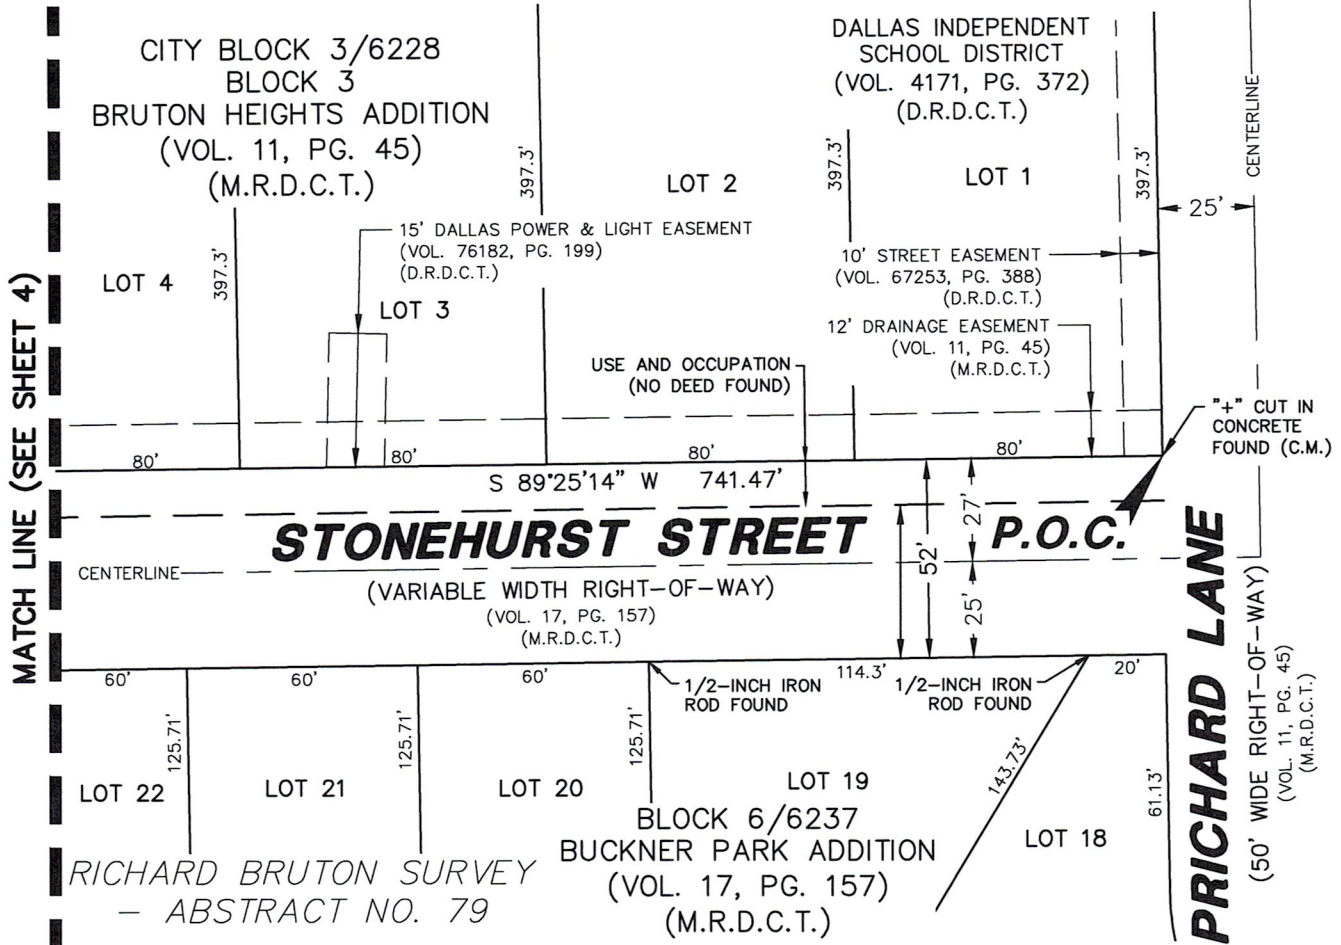 CITY BLOCK 3/6228
BLOCK 3
BRUTON HEIGHTS ADDITION
(VOL. 11, PG. 45)
(M.R.D.C.T.)
DALLAS INDEPENDENT
SCHOOL DISTRICT
(VOL. 4171, PG. 372)
(D.R.D.C.T.)
CENTERLINE
397.3'
LOT 2
397.3'
LOT 1
397.3'
25'
15' DALLAS POWER & LIGHT EASEMENT
(VOL. 76182, PG. 199)
(D.R.D.C.T.)
10' STREET EASEMENT
(VOL. 67253, PG. 388)
(D.R.D.C.T.)
LOT 4
397.3'
LOT 3
12' DRAINAGE EASEMENT
(VOL. 11, PG. 45)
(M.R.D.C.T.)
USE AND OCCUPATION
(NO DEED FOUND)
"+" CUT IN
CONCRETE
FOUND (C.M.)
MATCH LINE (SEE SHEET 4)
80'
80'
80'
80'
S 89°25'14" W 741.47'
STONEHURST STREET
P.O.C.
27'
52'
25'
CENTERLINE
(VARIABLE WIDTH RIGHT-OF-WAY)
(VOL. 17, PG. 157)
(M.R.D.C.T.)
60'
60'
60'
114.3'
20'
1/2-INCH IRON
ROD FOUND
1/2-INCH IRON
ROD FOUND
125.71'
125.71'
125.71'
143.73'
61.13'
LOT 22
LOT 21
LOT 20
LOT 19
LOT 18
BLOCK 6/6237
BUCKNER PARK ADDITION
(VOL. 17, PG. 157)
(M.R.D.C.T.)
RICHARD BRUTON SURVEY
- ABSTRACT NO. 79
PRICHARD LANE
(50' WIDE RIGHT-OF-WAY)
(VOL. 11, PG. 45)
(M.R.D.C.T.)